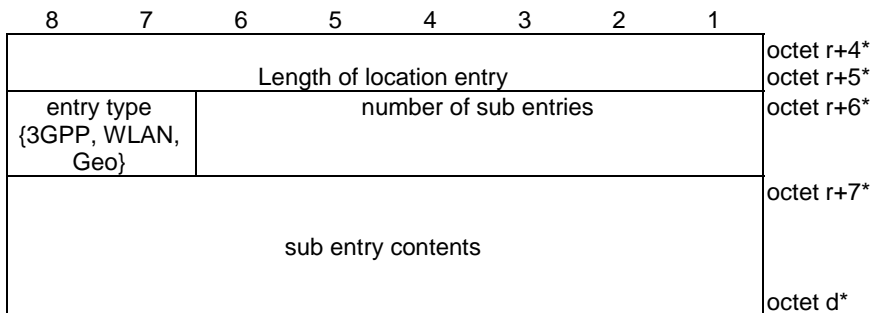 8 7 6 5 4 3 2 1
octet r+4*
Length of location entry octet r+5*
entry type number of sub entries octet r+6*
{3GPP, WLAN,
Geo}
octet r+7*
sub entry contents
octet d*